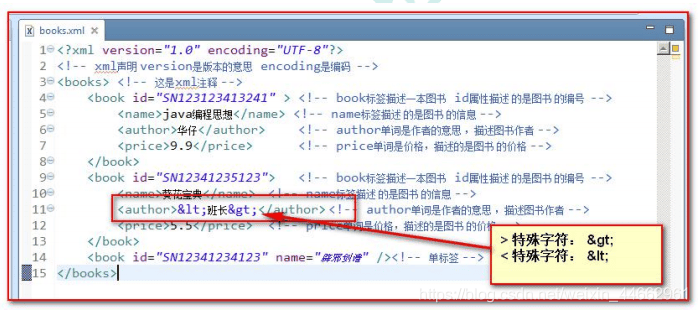 books.xml
1 <?xml version="1.0" encoding="UTF-8"?>
2 <!-- xml声明 version是版本的意思 encoding是编码 -->
3 <books> <!-- 这是xml注释 -->
4 <book id="SN123123413241" > <!-- book标签描述一本图书 id属性描述 的是图书 的编号 -->
5 <name>java编程思想</name> <!-- name标签描述 的是图书 的信息 -->
6 <author>华仔</author> <!-- author单词是作者的意思 ，描述图书作者 -->
7 <price>9.9</price> <!-- price单词是价格，描述的是图书 的价格 -->
8 </book>
9 <book id="SN12341235123"> <!-- book标签描述一本图书 id属性描述 的是图书 的编号 -->
10 <name>葵花宝典</name> <!-- name标签描述 的是图书 的信息 -->
11 <author>&lt;班长&gt;</author> <!-- author单词是作者的意思 ，描述图书作者 -->
12 <price>5.5</price> <!-- price单词是价格，描述的是图书 的价格 -->
13 </book>
14 <book id="SN12341234123" name="辟邪剑谱" /><!-- 单标签 -->
15 </books>
> 特殊字符： &gt;
< 特殊字符： &lt;